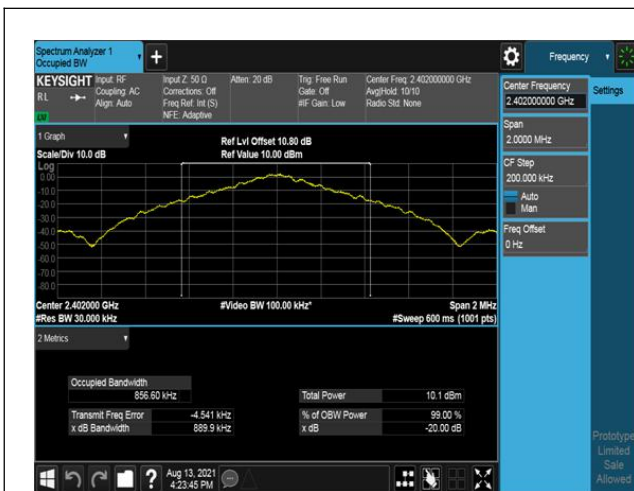 Spectrum Analyzer 1
Occupied BW
Frequency
KEYSIGHT
Input: RF
Coupling: AC
Align: Auto
Input Z: 50 Ω
Corrections: Off
Freq Ref: Int (S)
NFE: Adaptive
Atten: 20 dB
Trig: Free Run
Gate: Off
#IF Gain: Low
Center Freq: 2.402000000 GHz
Avg|Hold: 10/10
Radio Std: None
RL
1 Graph
Scale/Div 10.0 dB
Ref Lvl Offset 10.80 dB
Ref Value 10.00 dBm
Log
0.00
-10.0
-20.0
-30.0
-40.0
-50.0
-60.0
-70.0
-80.0
Center 2.402000 GHz
#Res BW 30.000 kHz
#Video BW 100.00 kHz*
Span 2 MHz
#Sweep 600 ms (1001 pts)
2 Metrics
Occupied Bandwidth
856.60 kHz
Transmit Freq Error -4.541 kHz
x dB Bandwidth 889.9 kHz
Total Power 10.1 dBm
% of OBW Power 99.00 %
x dB -20.00 dB
Aug 13, 2021
4:23:45 PM
Center Frequency
2.402000000 GHz
Span
2.0000 MHz
CF Step
200.000 kHz
Auto
Man
Freq Offset
0 Hz
Settings
Prototype
Limited
Sale
Allowed